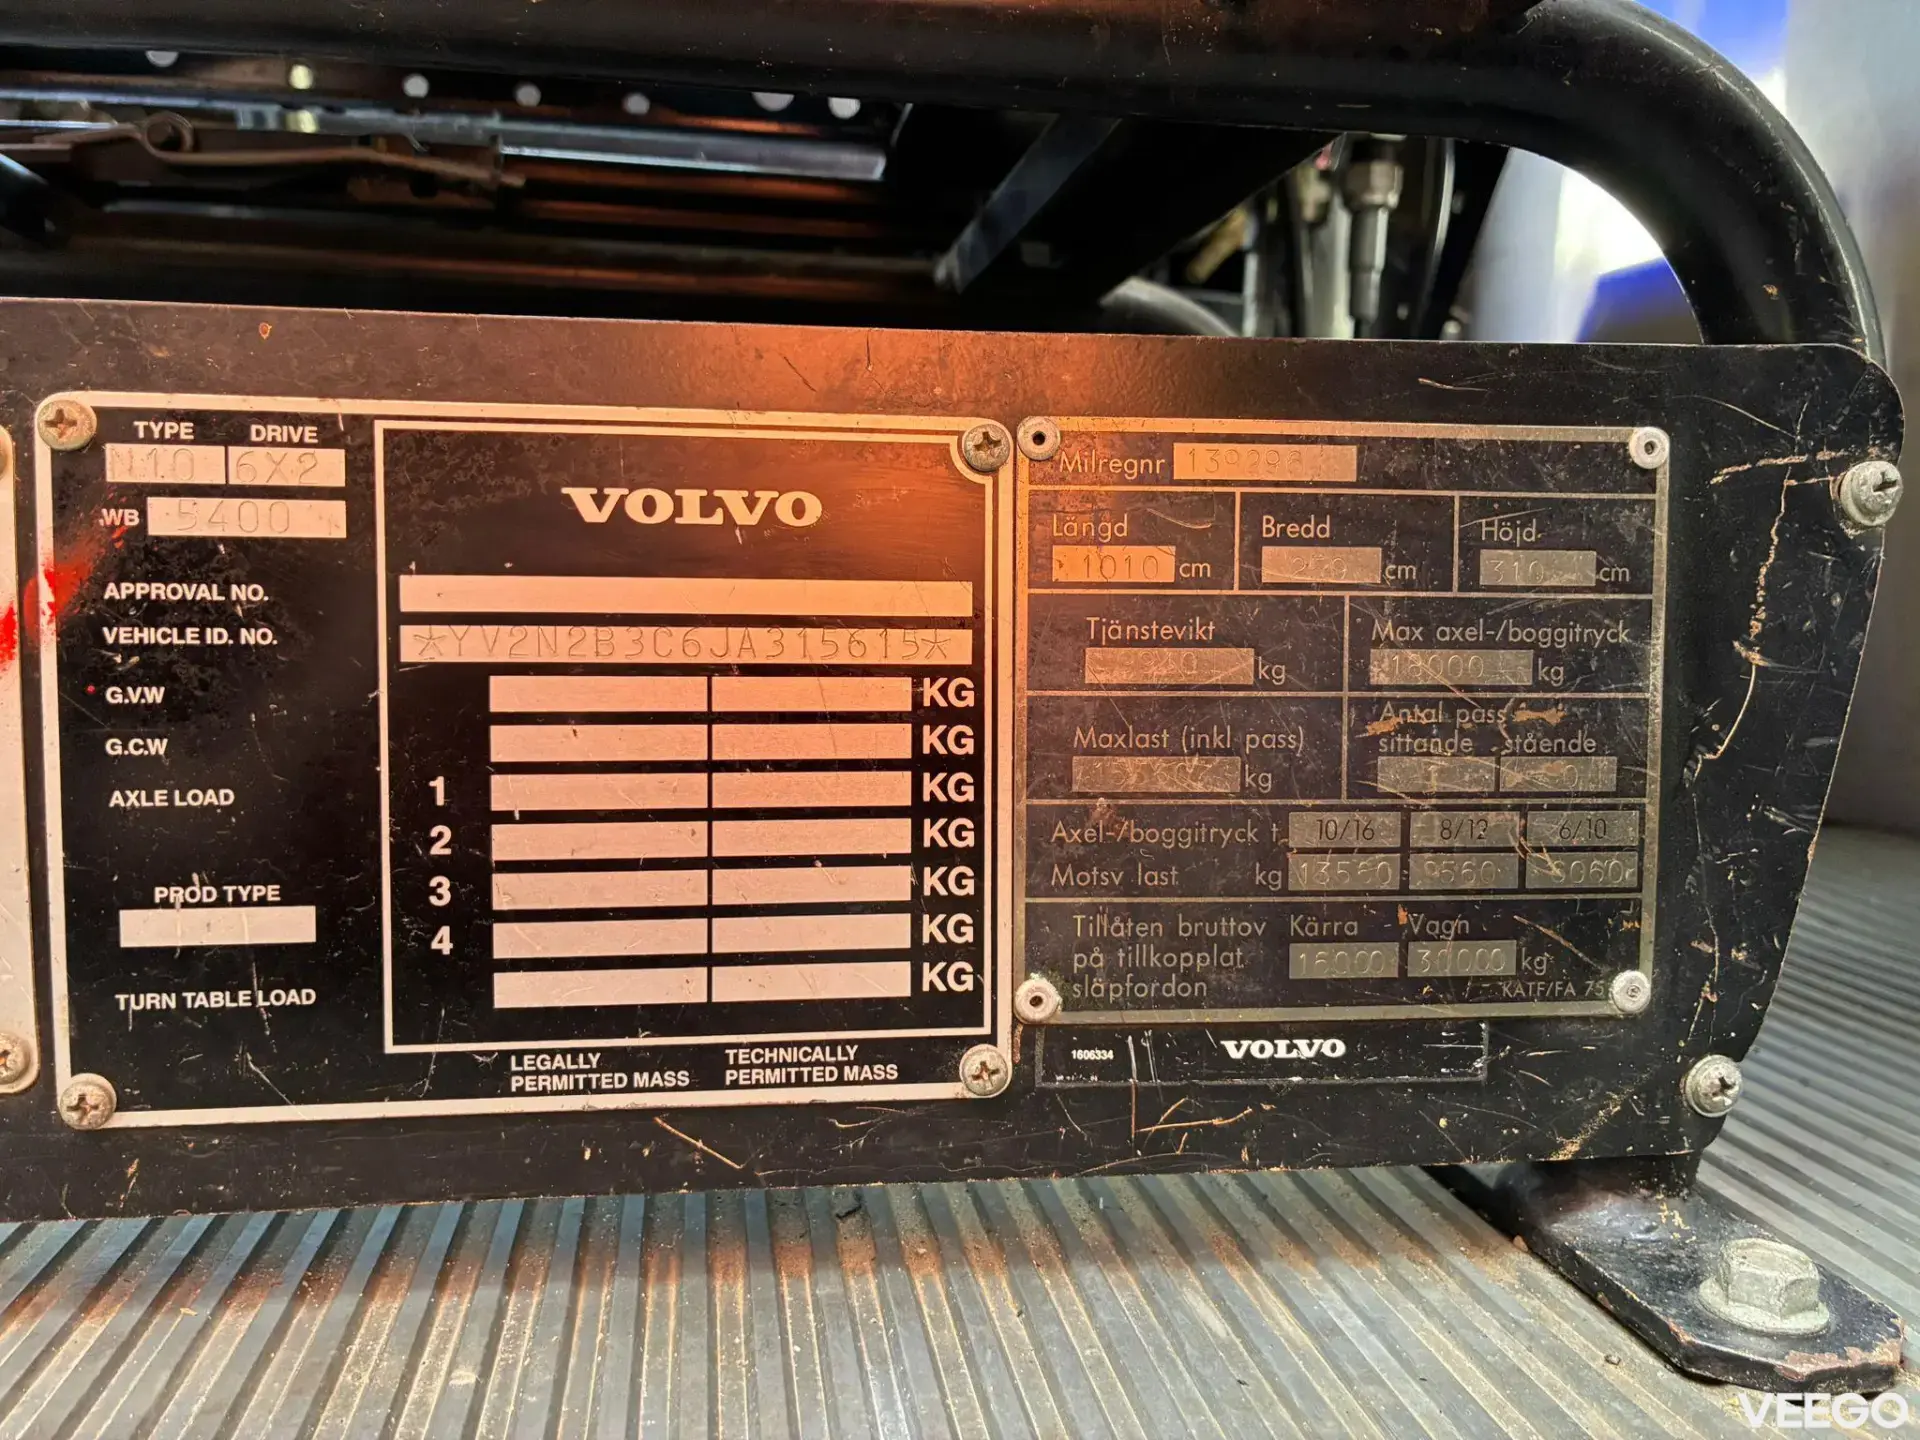 TYPE DRIVE
N10 6X2
WB 5400
VOLVO
APPROVAL NO.
VEHICLE ID. NO. *YV2N2B3C6JA315615*
G.V.W KG
G.C.W KG
AXLE LOAD 1 KG
2 KG
PROD TYPE 3 KG
4 KG
TURN TABLE LOAD KG
LEGALLY PERMITTED MASS
TECHNICALLY PERMITTED MASS
Milregnr 139296
Längd Bredd Höjd
1010 cm 259 cm 310 cm
Tjänstevikt Max axel-/boggitryck
kg 18000 kg
Maxlast (inkl pass) Antal pass
sittande stående
kg
Axel-/boggitryck t 10/16 8/12 6/10
Motsv last kg 13560 9560 6060
Tillåten bruttov Kärra Vagn
på tillkopplat 16000 30000 kg
släpfordon KATF/FA 75
1606334 VOLVO
VEEGO